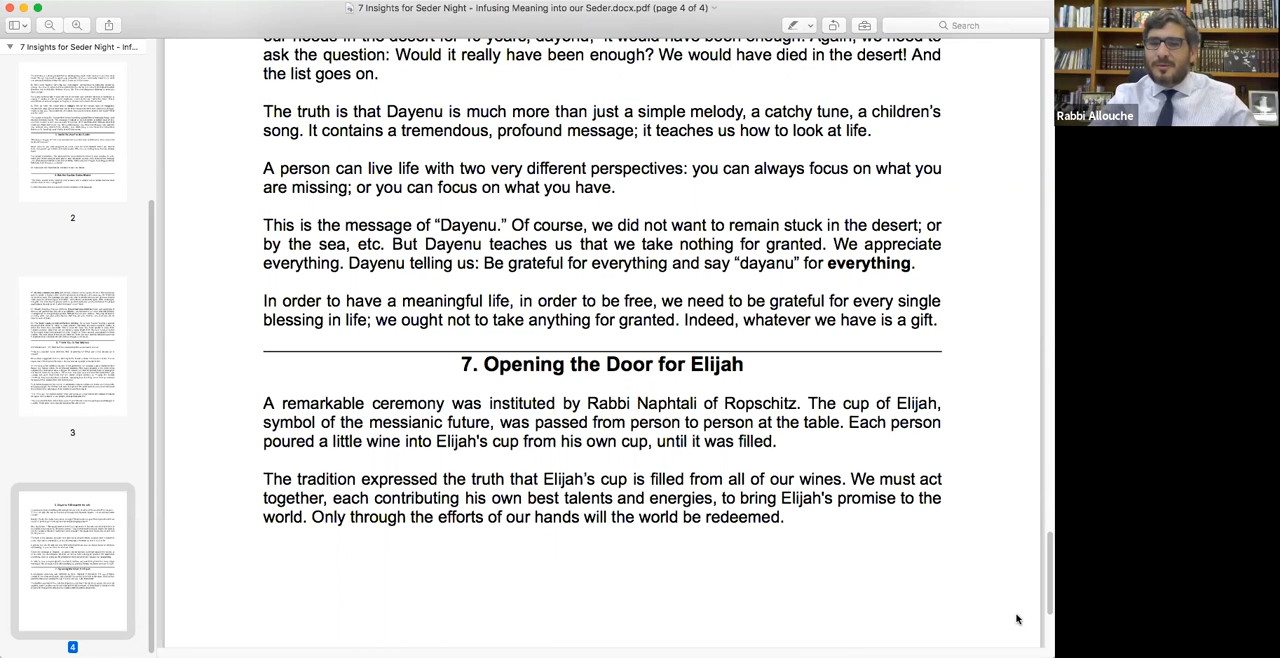 7 Insights for Seder Night - Infusing Meaning into our Seder.docx.pdf (page 4 of 4)
Search
7 Insights for Seder Night - Inf...
2
3
4
ask the question: Would it really have been enough? We would have died in the desert! And
the list goes on.
The truth is that Dayenu is much more than just a simple melody, a catchy tune, a children's
song. It contains a tremendous, profound message; it teaches us how to look at life.
A person can live life with two very different perspectives: you can always focus on what you
are missing; or you can focus on what you have.
This is the message of “Dayenu.” Of course, we did not want to remain stuck in the desert; or
by the sea, etc. But Dayenu teaches us that we take nothing for granted. We appreciate
everything. Dayenu telling us: Be grateful for everything and say “dayanu” for everything.
In order to have a meaningful life, in order to be free, we need to be grateful for every single
blessing in life; we ought not to take anything for granted. Indeed, whatever we have is a gift.
7. Opening the Door for Elijah
A remarkable ceremony was instituted by Rabbi Naphtali of Ropschitz. The cup of Elijah,
symbol of the messianic future, was passed from person to person at the table. Each person
poured a little wine into Elijah's cup from his own cup, until it was filled.
The tradition expressed the truth that Elijah’s cup is filled from all of our wines. We must act
together, each contributing his own best talents and energies, to bring Elijah's promise to the
world. Only through the efforts of our hands will the world be redeemed.
Rabbi Allouche